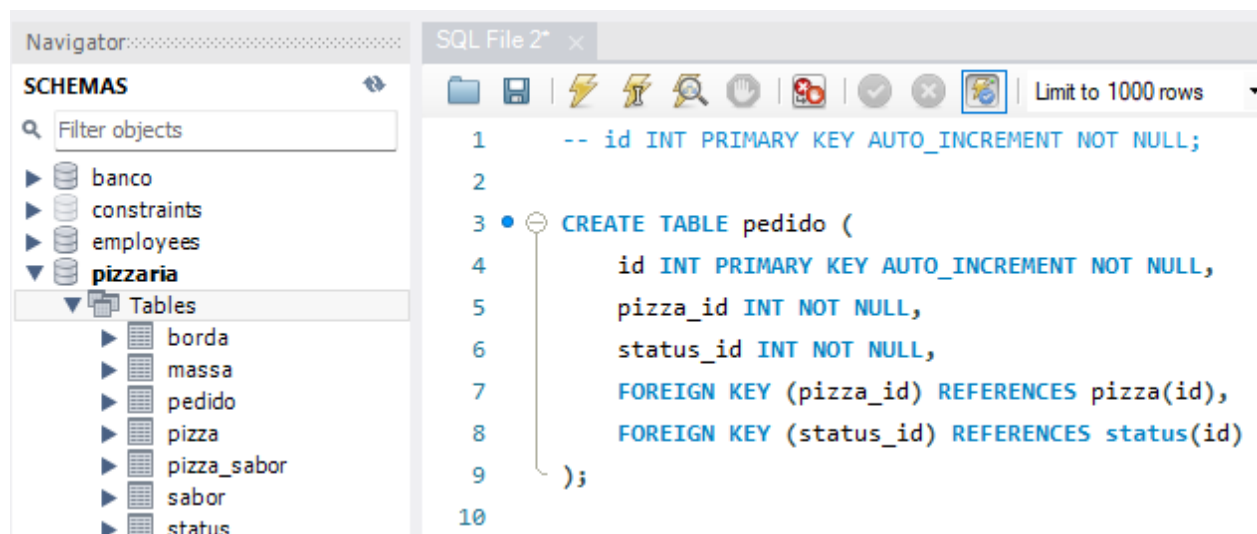 Navigator
SCHEMAS
Filter objects
banco
constraints
employees
pizzaria
Tables
borda
massa
pedido
pizza
pizza_sabor
sabor
status
SQL File 2*
Limit to 1000 rows
1 -- id INT PRIMARY KEY AUTO_INCREMENT NOT NULL;
2
3 CREATE TABLE pedido (
4 id INT PRIMARY KEY AUTO_INCREMENT NOT NULL,
5 pizza_id INT NOT NULL,
6 status_id INT NOT NULL,
7 FOREIGN KEY (pizza_id) REFERENCES pizza(id),
8 FOREIGN KEY (status_id) REFERENCES status(id)
9 );
10